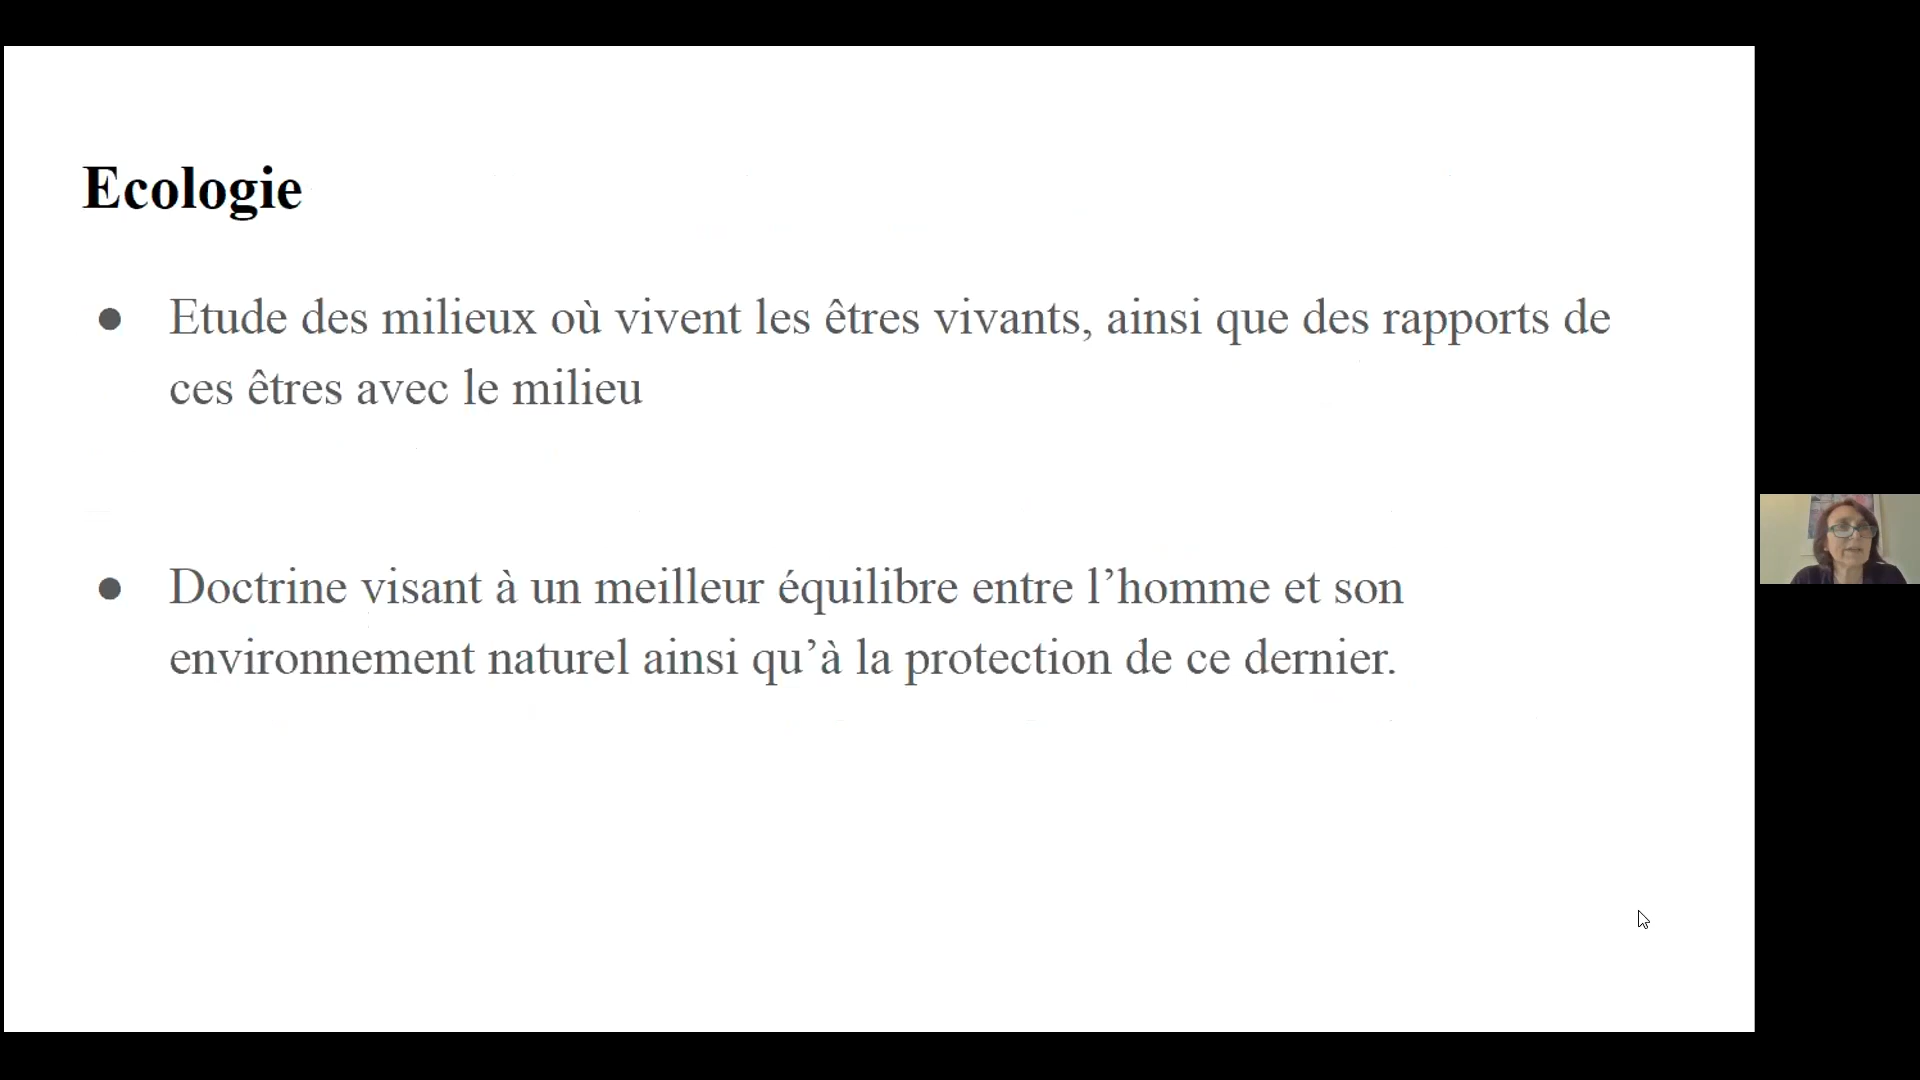 Ecologie
● Etude des milieux où vivent les êtres vivants, ainsi que des rapports de
ces êtres avec le milieu
● Doctrine visant à un meilleur équilibre entre l’homme et son
environnement naturel ainsi qu’à la protection de ce dernier.